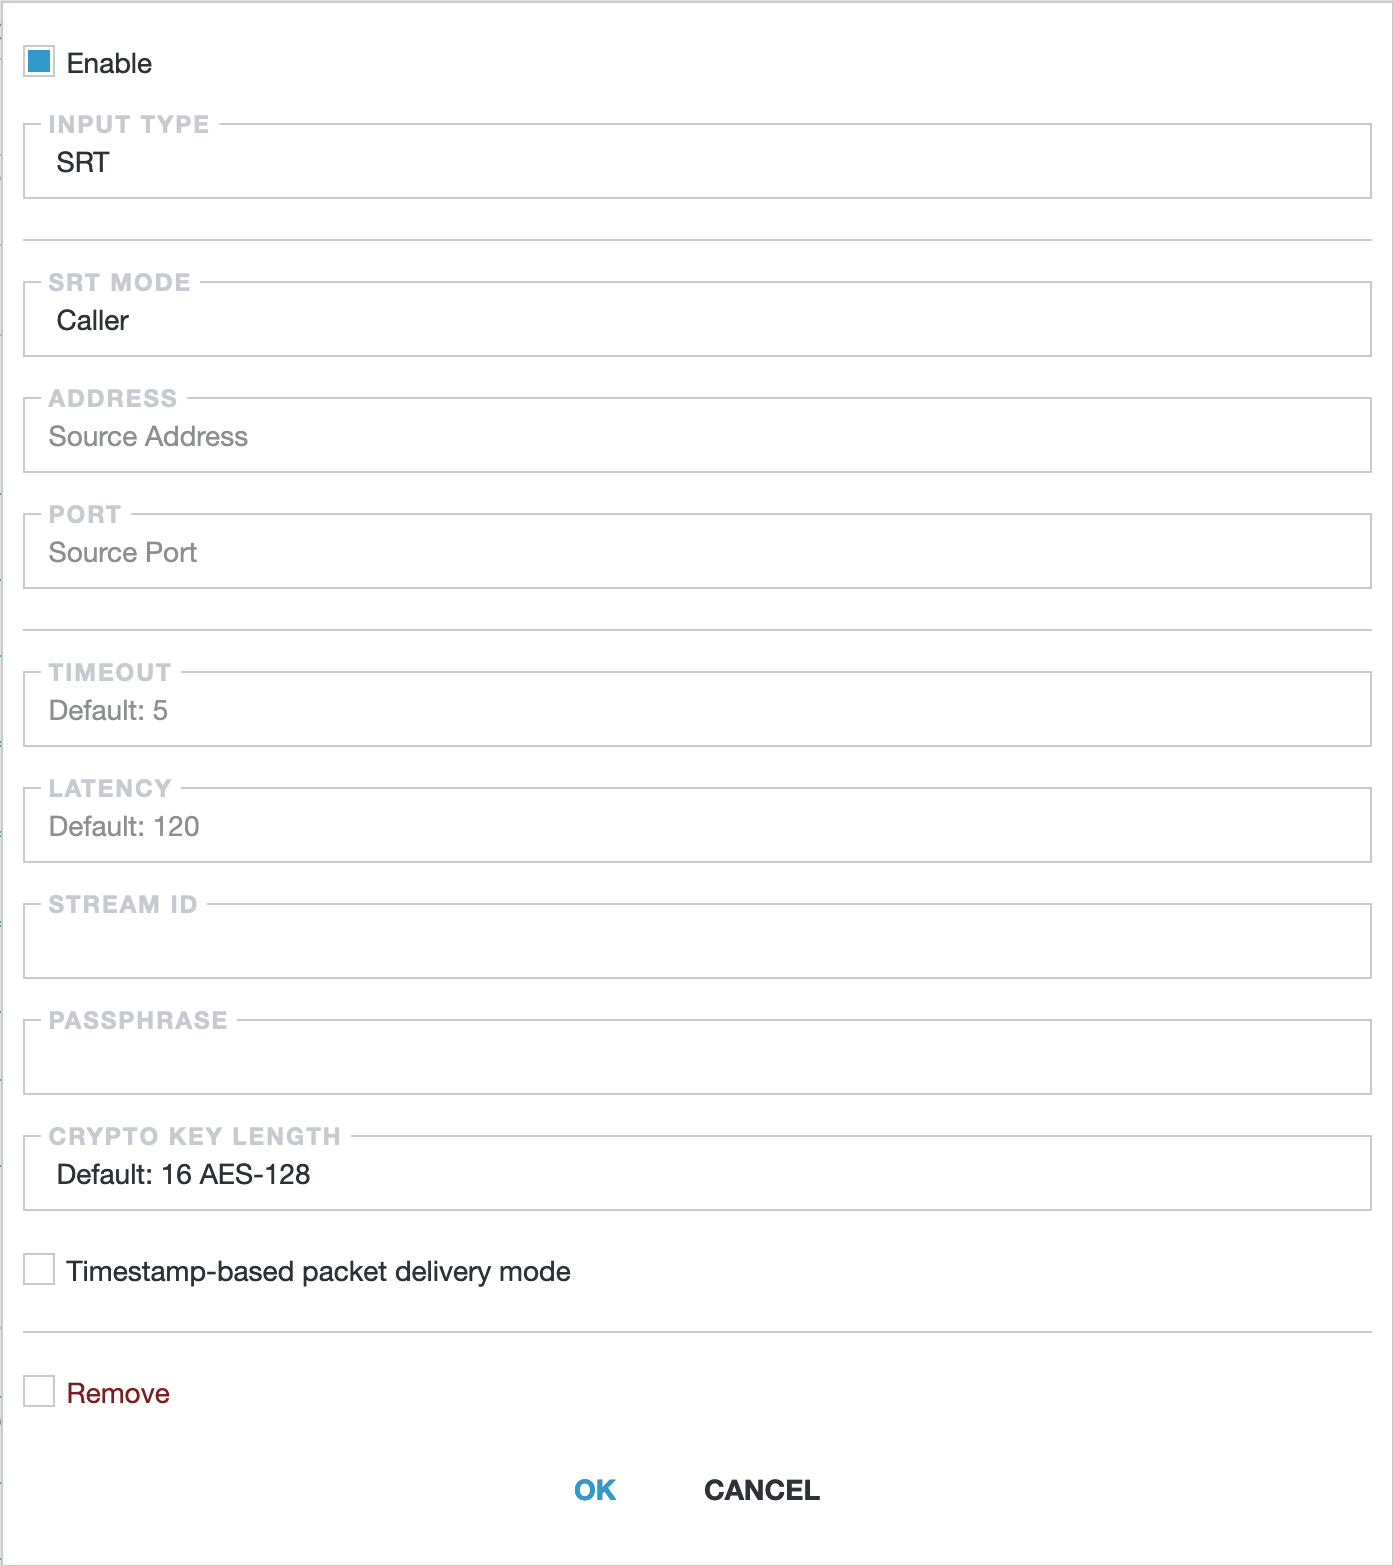 Enable
INPUT TYPE
SRT
SRT MODE
Caller
ADDRESS
Source Address
PORT
Source Port
TIMEOUT
Default: 5
LATENCY
Default: 120
STREAM ID
PASSPHRASE
CRYPTO KEY LENGTH
Default: 16 AES-128
Timestamp-based packet delivery mode
Remove
OK CANCEL